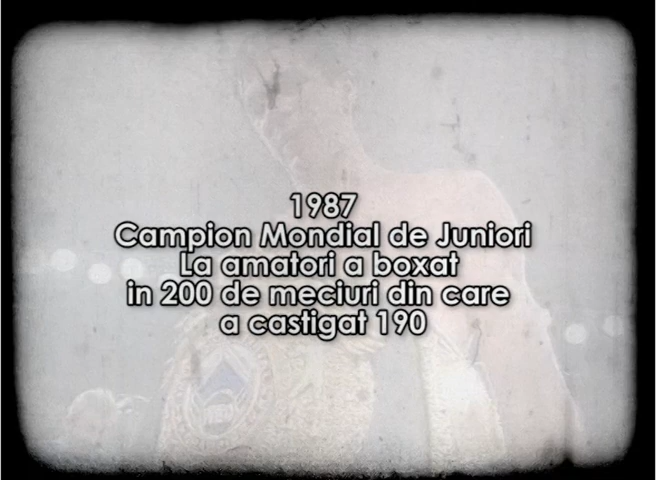 1987
Campion Mondial de Juniori
La amatori a boxat
in 200 de meciuri din care
a castigat 190